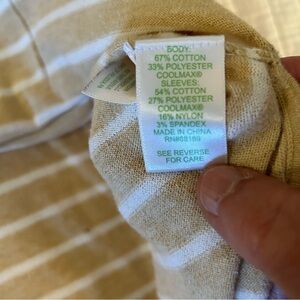 BODY:
67% COTTON
33% POLYESTER
COOLMAX®
SLEEVES:
54% COTTON
27% POLYESTER
COOLMAX®
16% NYLON
3% SPANDEX
MADE IN CHINA
SEE REVERSE
FOR CARE